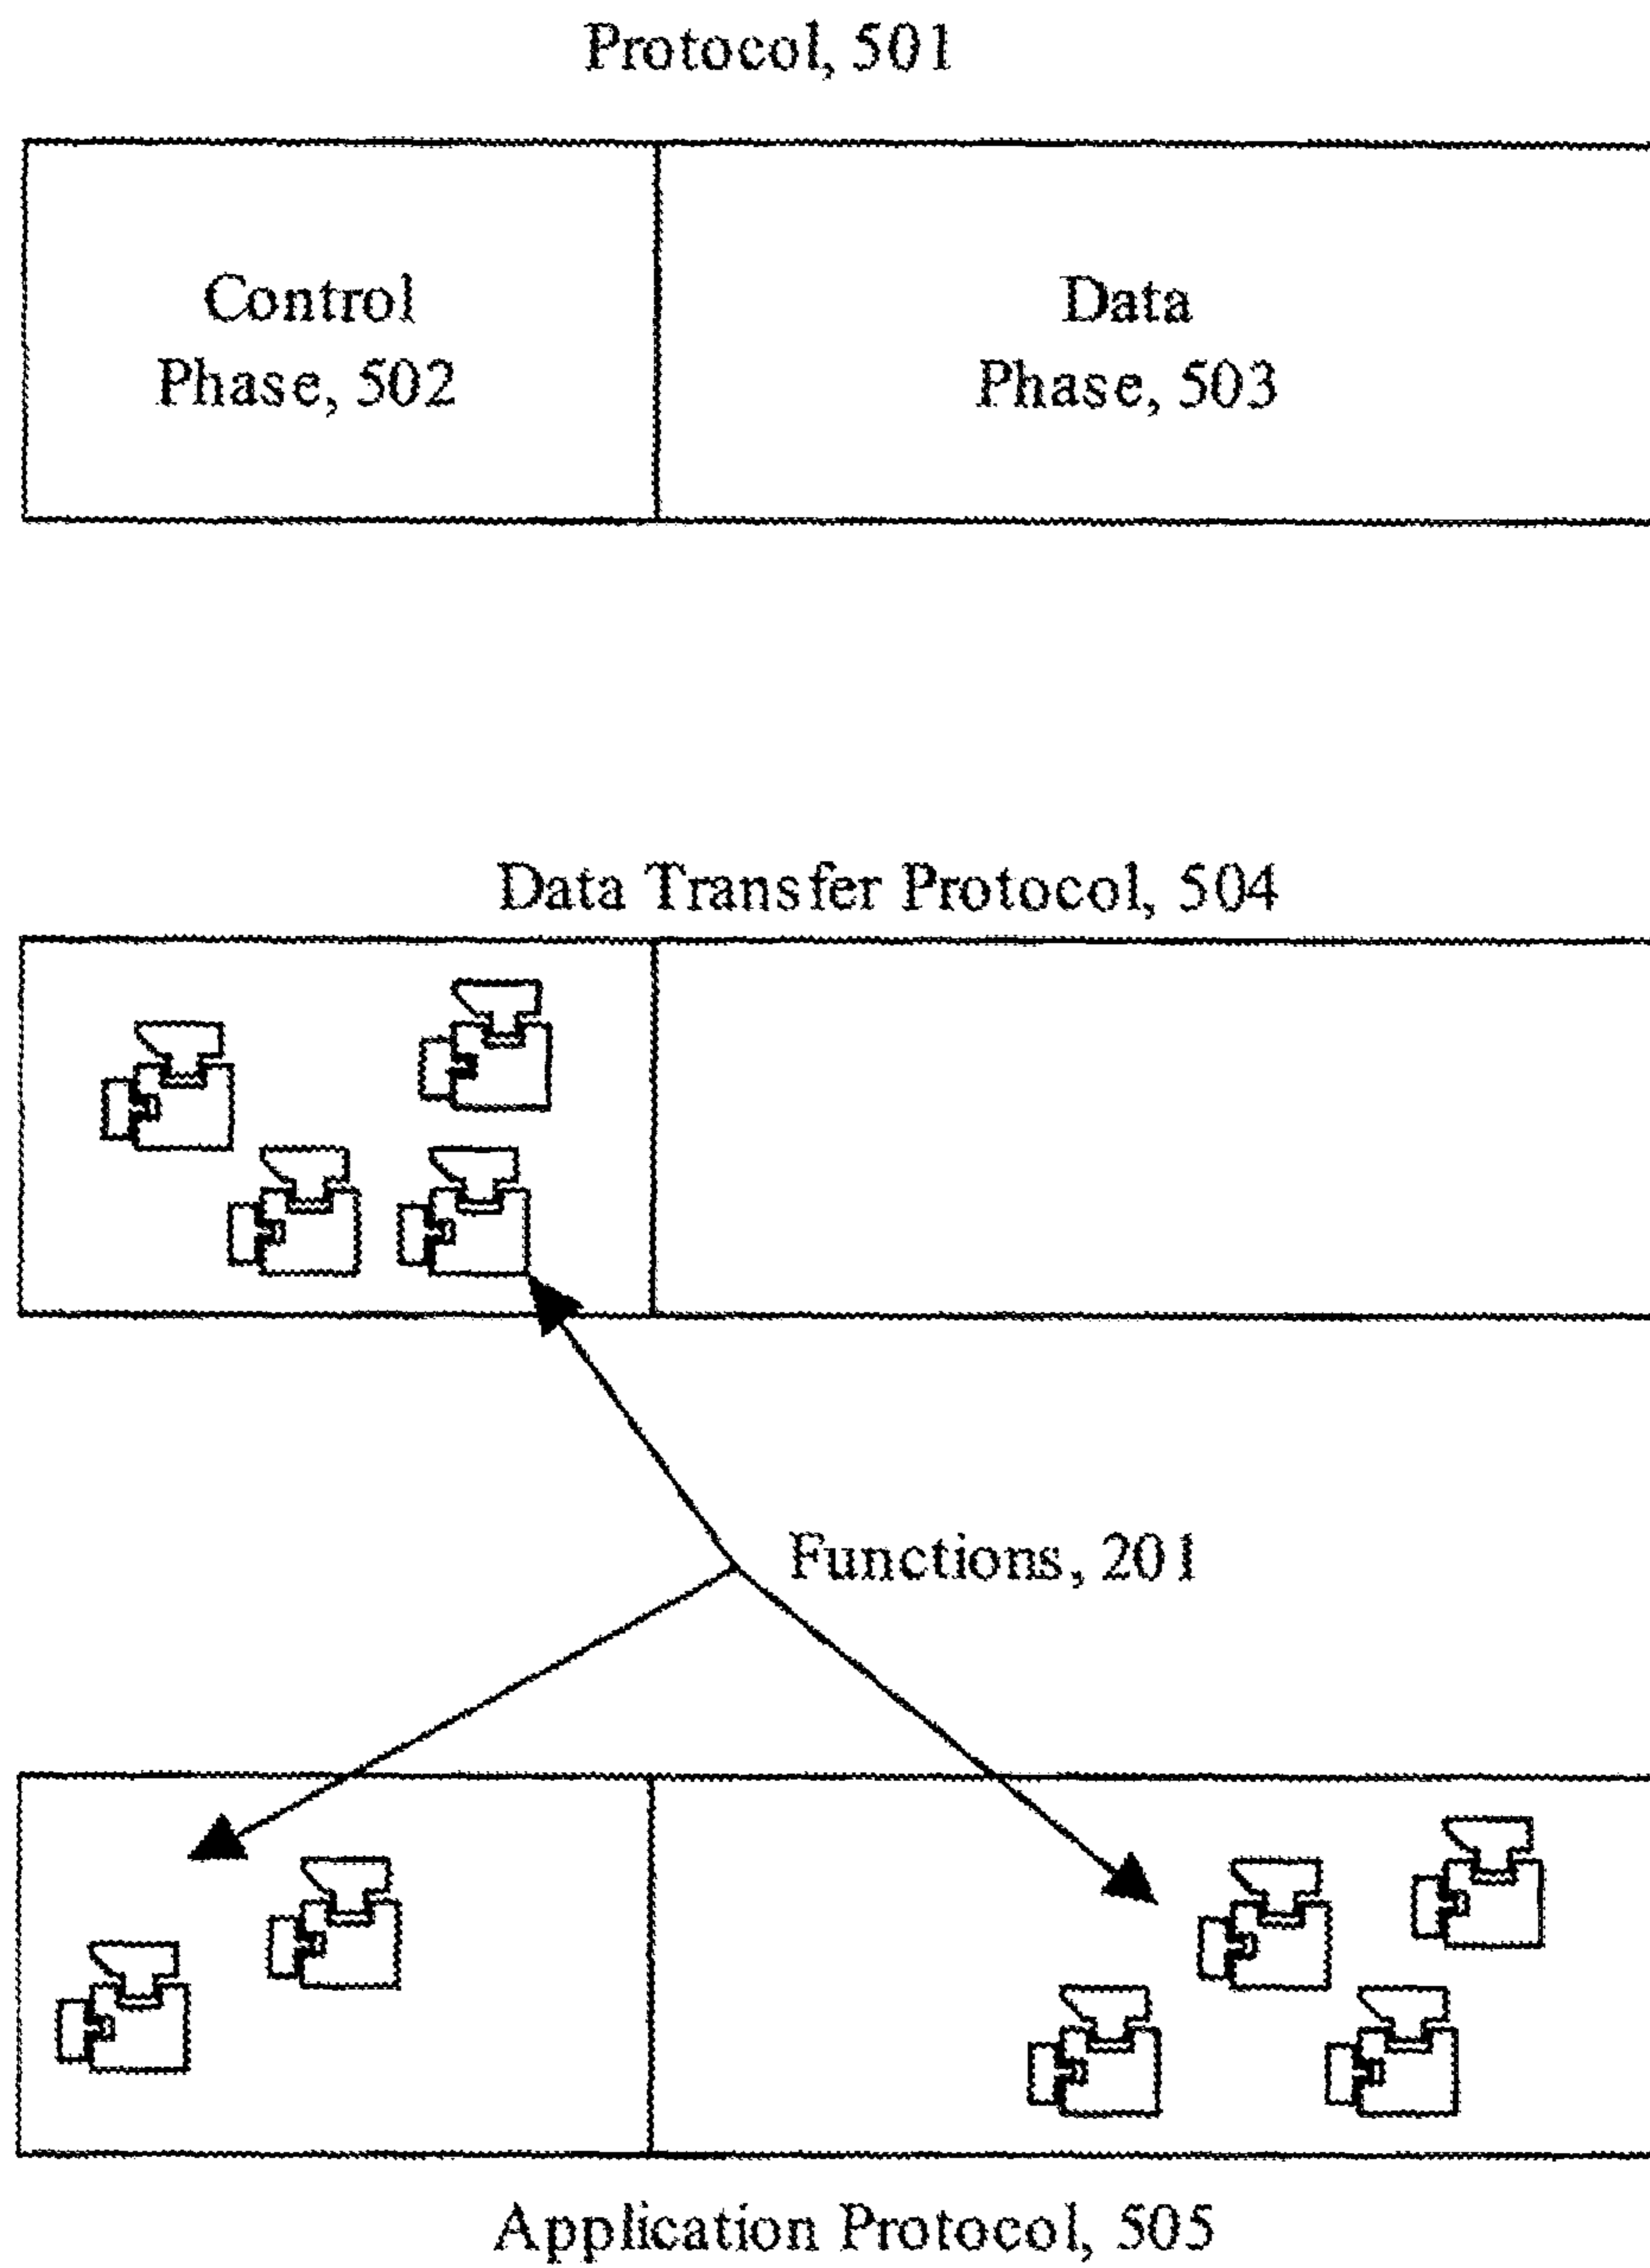 Protocol, 501
Control
Phase, 502
Data
Phase, 503
Data Transfer Protocol, 504
Functions, 201
Application Protocol, 505